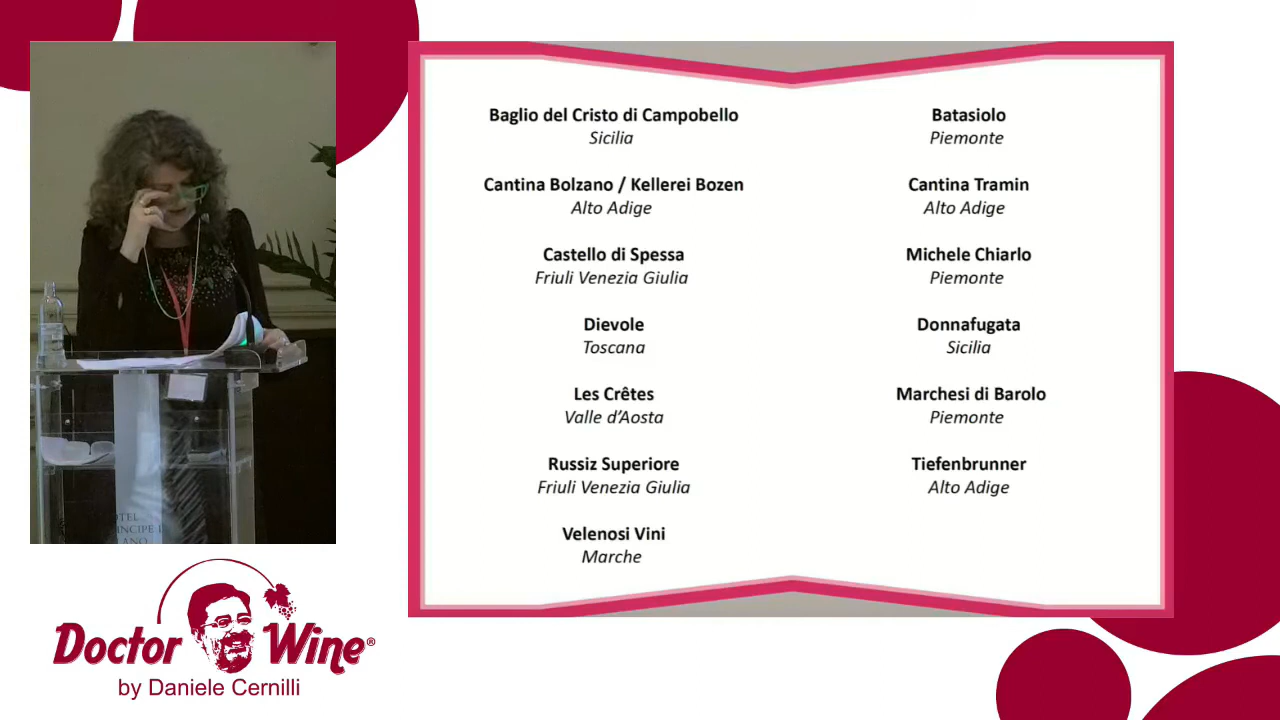 Baglio del Cristo di Campobello
Sicilia
Batasiolo
Piemonte
Cantina Bolzano / Kellerei Bozen
Alto Adige
Cantina Tramin
Alto Adige
Castello di Spessa
Friuli Venezia Giulia
Michele Chiarlo
Piemonte
Dievole
Toscana
Donnafugata
Sicilia
Les Crêtes
Valle d’Aosta
Marchesi di Barolo
Piemonte
Russiz Superiore
Friuli Venezia Giulia
Tiefenbrunner
Alto Adige
Velenosi Vini
Marche
Doctor Wine®
by Daniele Cernilli